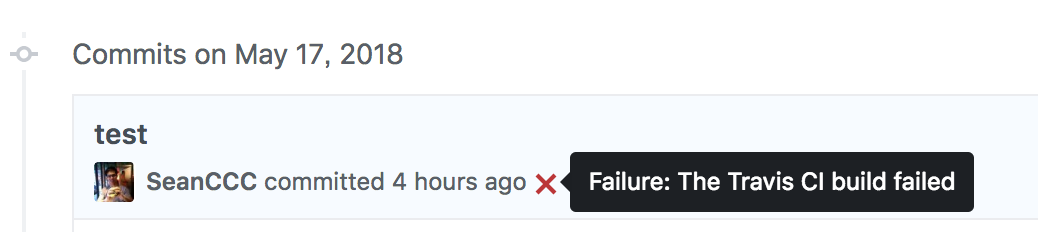 Commits on May 17, 2018
test
SeanCCC committed 4 hours ago Failure: The Travis CI build failed